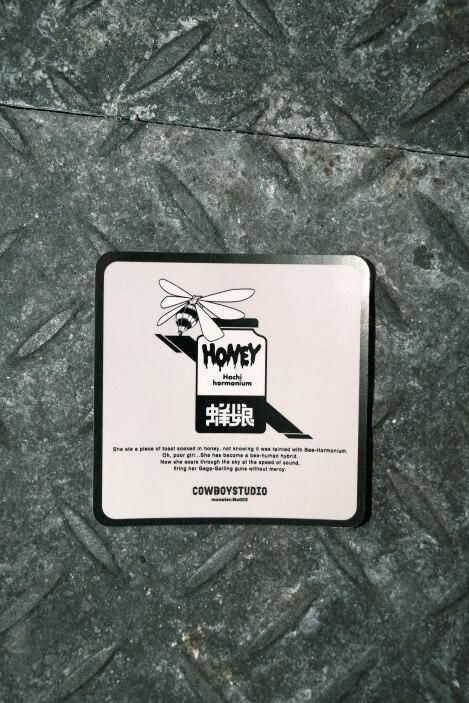 HONEY
Hachi
hormonium
蜂娘
She ate a piece of toast soaked in honey, not knowing it was tainted with Bee-Hormonium.
Oh, poor girl...She has become a bee-human hybrid.
Now she soars through the sky at the speed of sound,
firing her Gaga-Gatling guns without mercy.
COWBOYSTUDIO
monster.No002